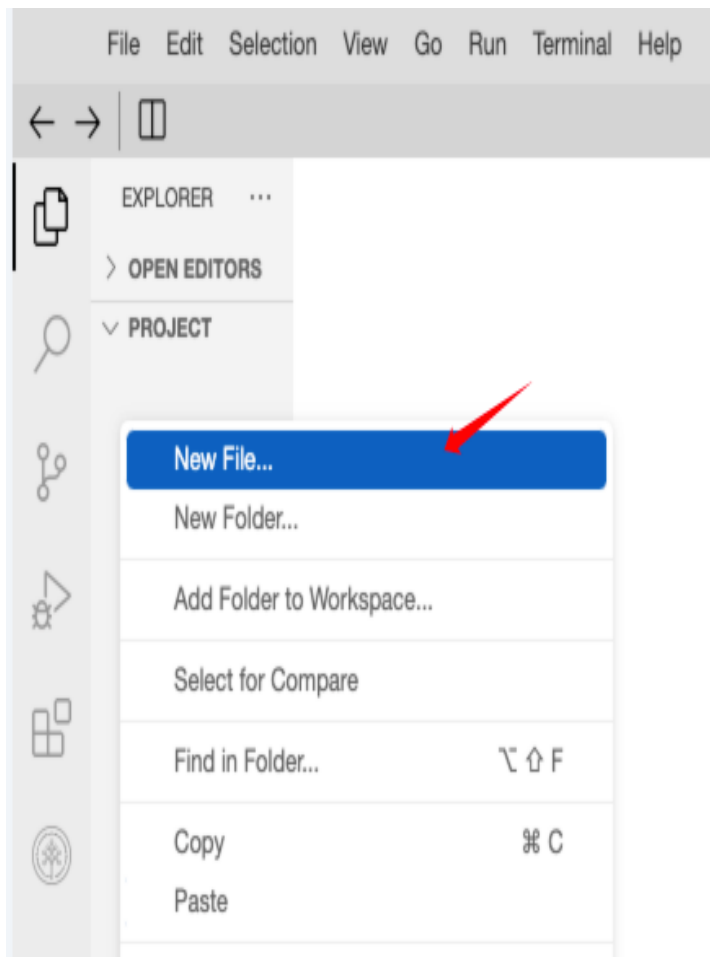 File Edit Selection View Go Run Terminal Help
EXPLORER ...
OPEN EDITORS
PROJECT
New File...
New Folder...
Add Folder to Workspace...
Select for Compare
Find in Folder... ⌥⇧F
Copy ⌘C
Paste